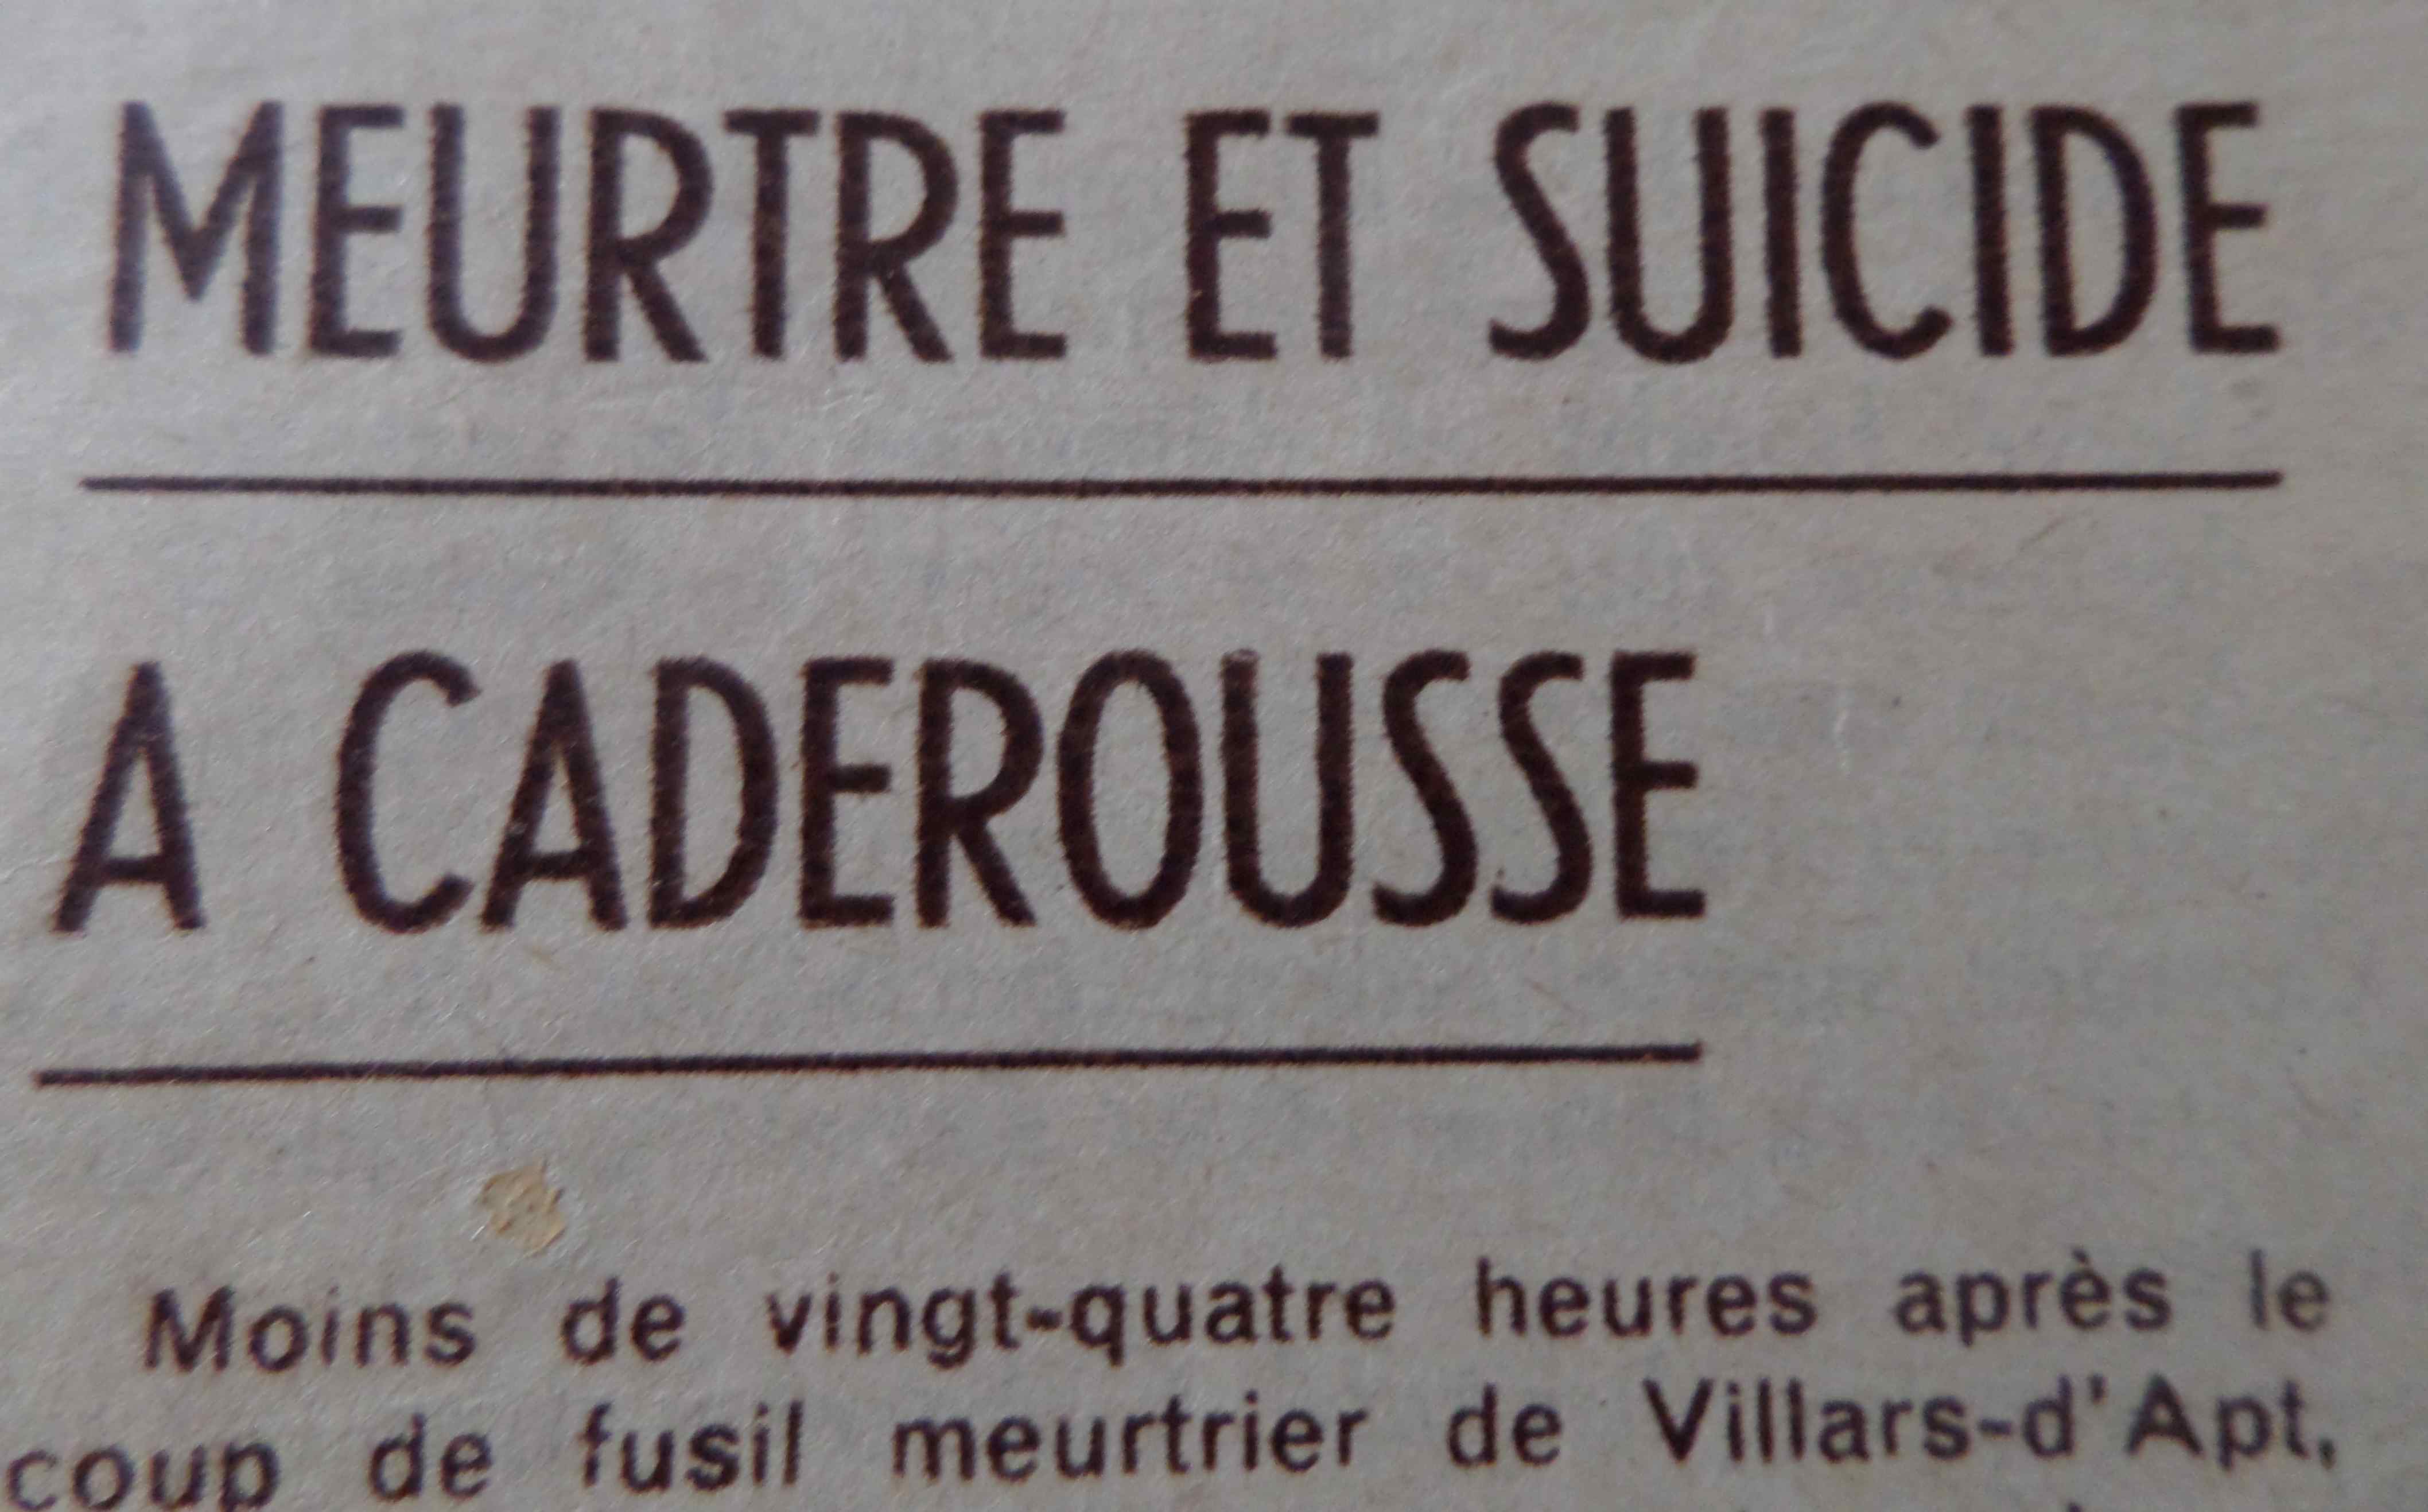 MEURTRE ET SUICIDE
A CADEROUSSE
Moins de vingt-quatre heures après le
coup de fusil meurtrier de Villars-d'Apt,